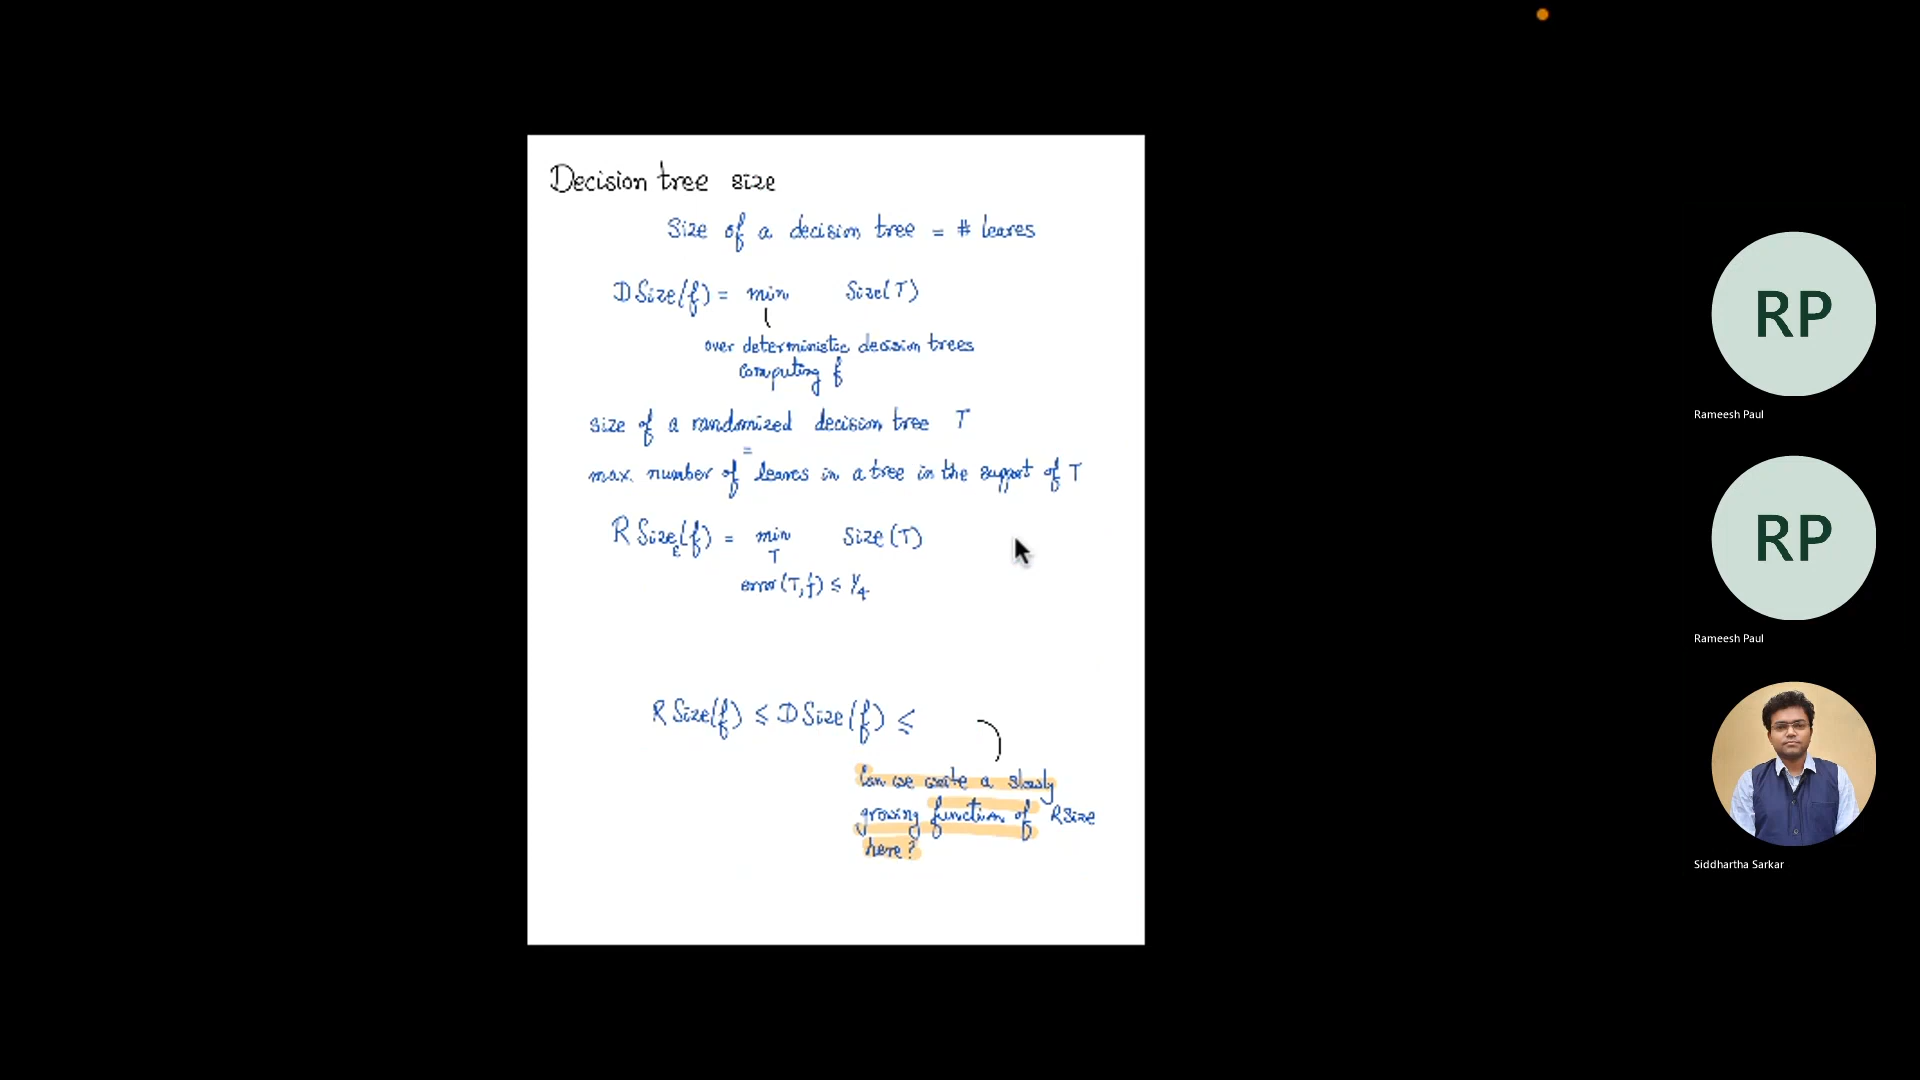 Decision tree size
Size of a decision tree = # leaves
DSize(f) = min Size(T)
over deterministic decision trees
computing f
size of a randomized decision tree T
=
max. number of leaves in a tree in the support of T
RSizeε(f) = min Size(T)
T
error(T,f) ≤ 1/4
RSize(f) ≤ DSize(f) ≤
Can we write a slowly
growing function of RSize
here?
RP
Rameesh Paul
RP
Rameesh Paul
Siddhartha Sarkar